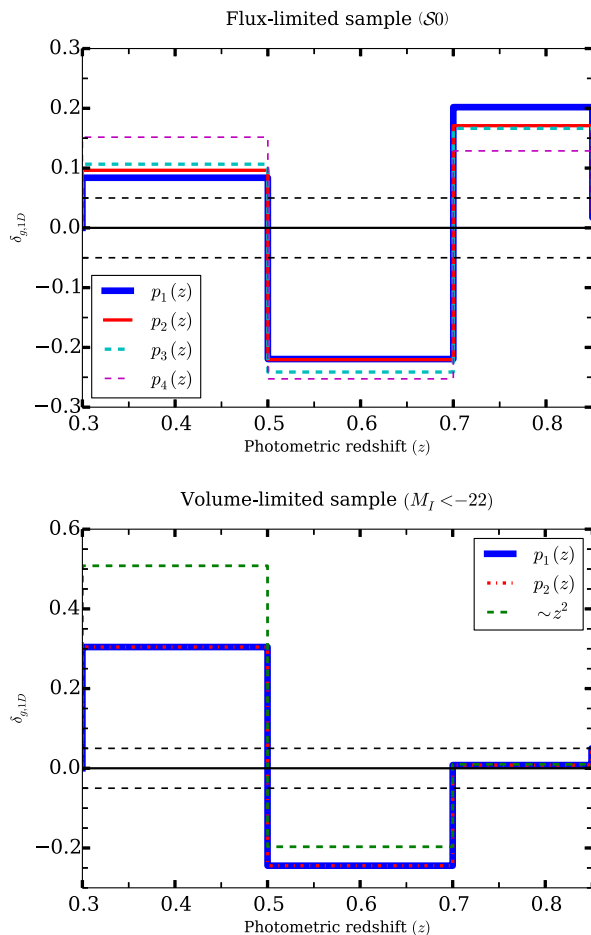 Flux-limited sample (𝒮0)
0.3
0.2
0.1
0.0
−0.1
−0.2
−0.3
δg,1D
p1(z)
p2(z)
p3(z)
p4(z)
0.3 0.4 0.5 0.6 0.7 0.8
Photometric redshift (z)
Volume-limited sample (MI <−22)
0.6
0.4
0.2
0.0
−0.2
δg,1D
p1(z)
p2(z)
∼z²
0.3 0.4 0.5 0.6 0.7 0.8
Photometric redshift (z)